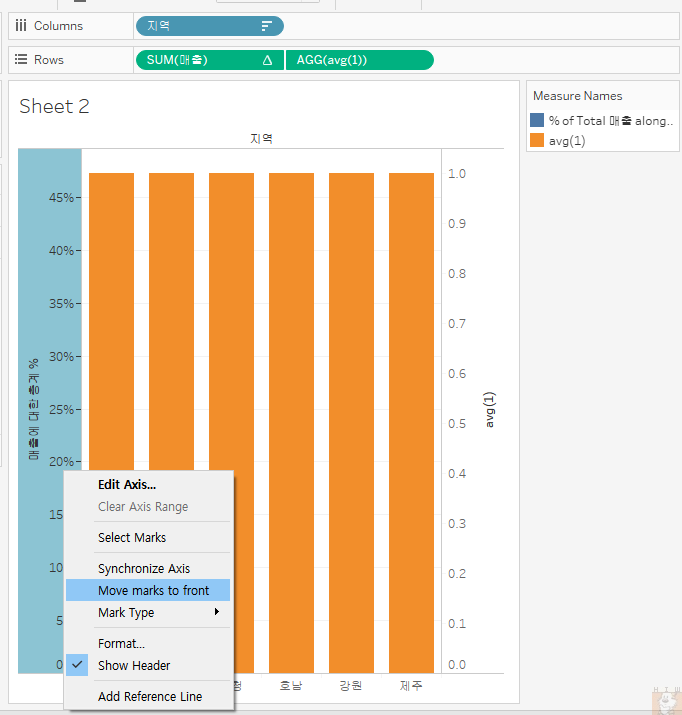 Columns 지역
Rows SUM(매출) Δ AGG(avg(1))
Sheet 2
Measure Names
% of Total 매출 along..
avg(1)
지역
45%
40%
35%
30%
25%
20%
15
10
5
0
매출에 대한 총계 %
1.0
0.9
0.8
0.7
0.6
0.5
0.4
0.3
0.2
0.1
0.0
avg(1)
Edit Axis...
Clear Axis Range
Select Marks
Synchronize Axis
Move marks to front
Mark Type
Format...
Show Header
Add Reference Line
호남 강원 제주